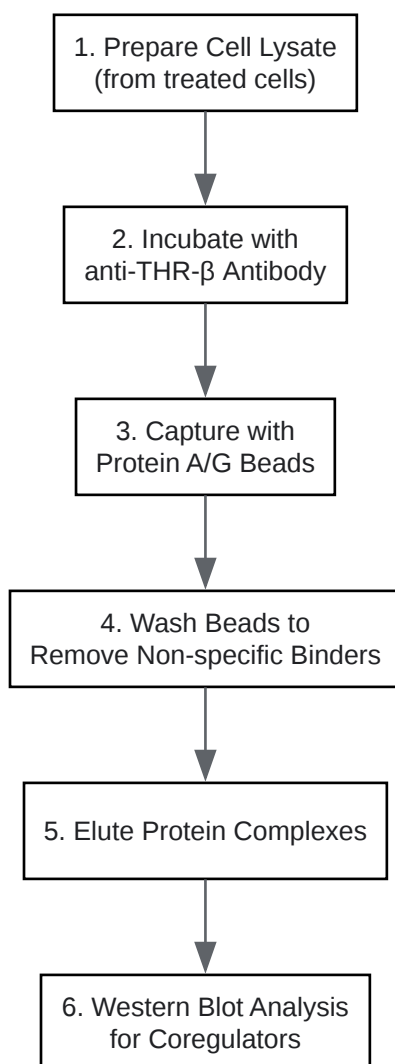 1. Prepare Cell Lysate
(from treated cells)
2. Incubate with
anti-THR-β Antibody
3. Capture with
Protein A/G Beads
4. Wash Beads to
Remove Non-specific Binders
5. Elute Protein Complexes
6. Western Blot Analysis
for Coregulators